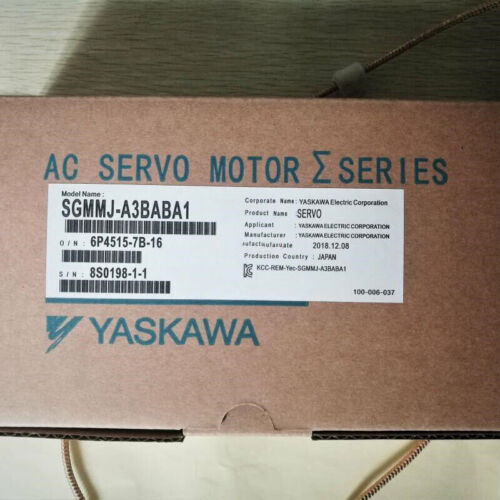 AC SERVO MOTOR Σ SERIES
Model Name :
SGMMJ-A3BABA1
O / N : 6P4515-7B-16
S / N : 8S0198-1-1
Corporate Name : YASKAWA Electric Corporation
Product Name : SERVO
Applicant : YASKAWA ELECTRIC CORPORATION
Manufacturer : YASKAWA ELECTRIC CORPORATION
ufacturufacturate 2018.12.08
Production Country : JAPAN
KCC-REM-Yec-SGMMJ-A3BABA1
100-006-037
YASKAWA